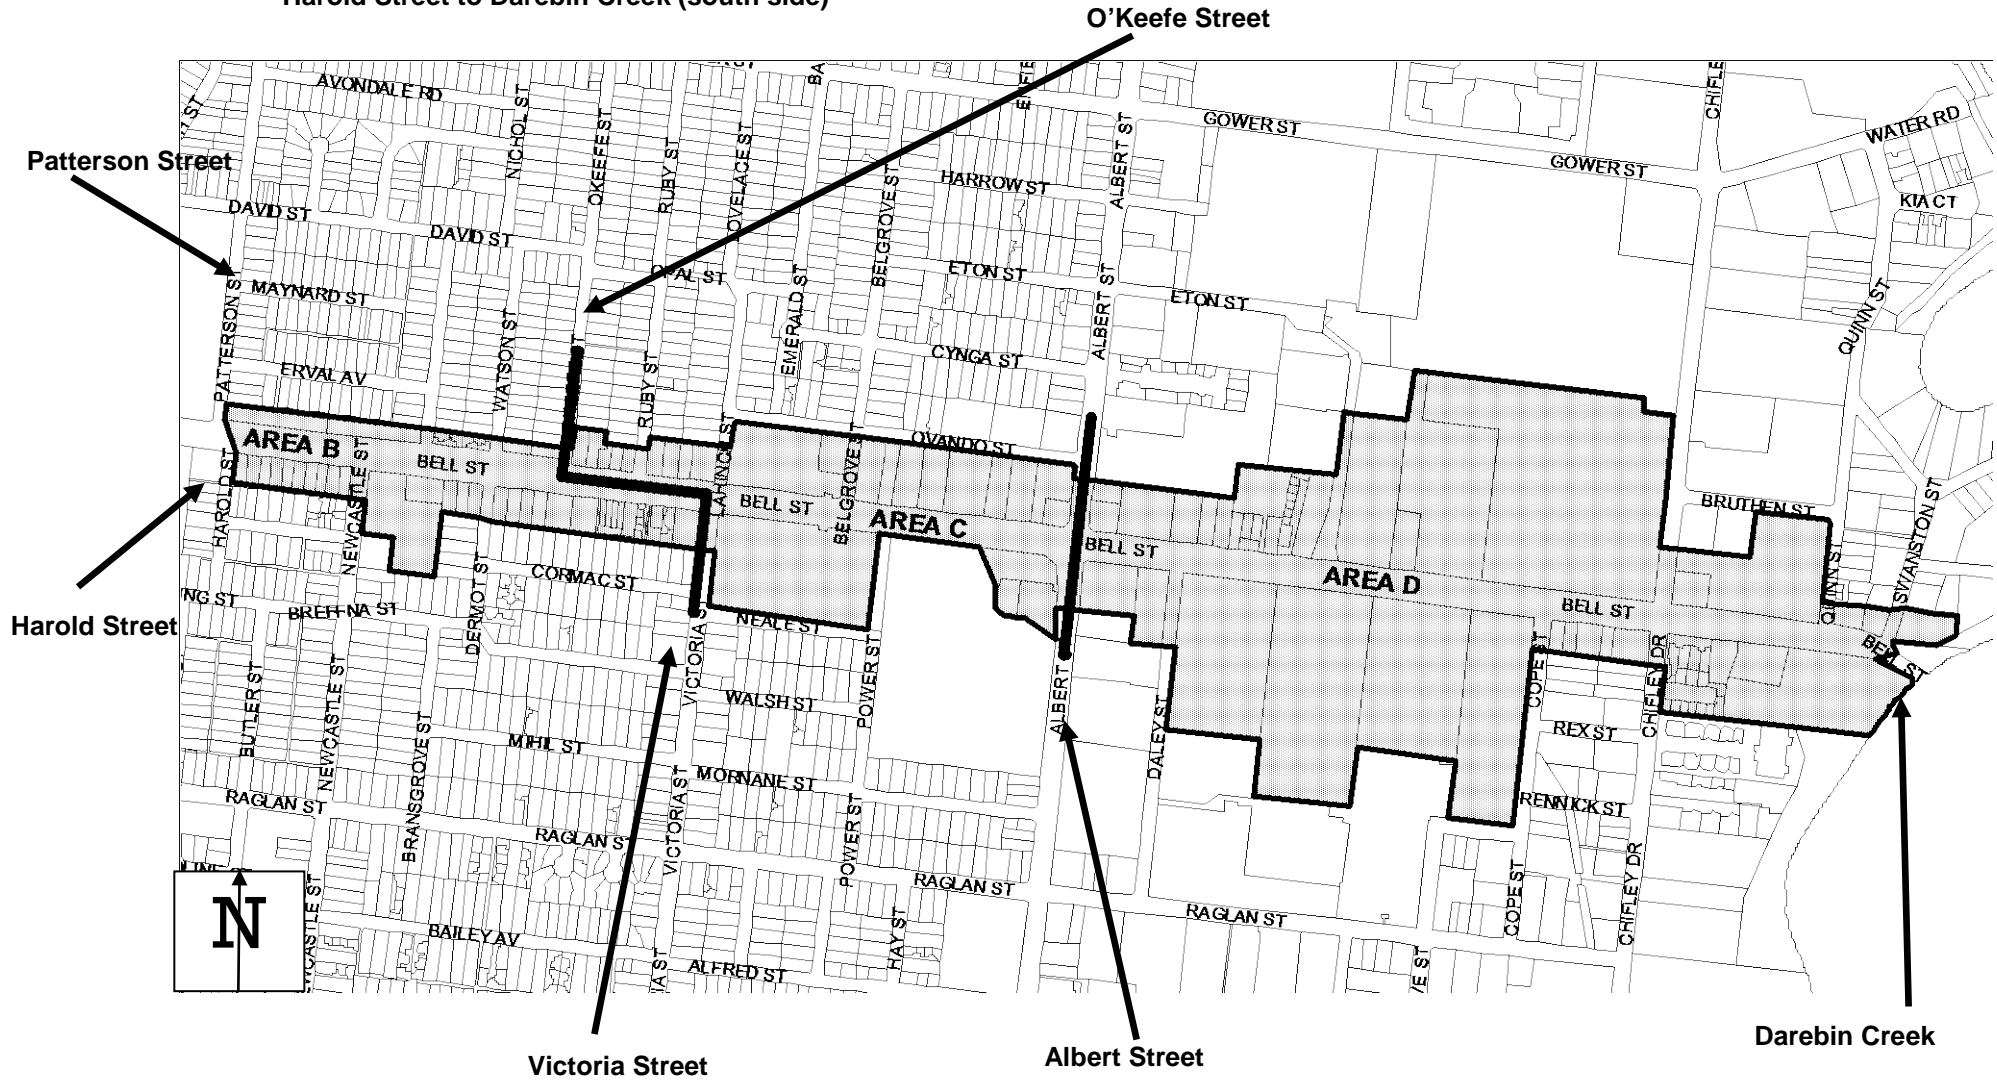 Harold Street to Darebin Creek (south side)
O'Keefe Street
AVONDALE RD
NICHOL ST
OKEEFE ST
RUBY ST
LOVELACE ST
BELGROVE ST
ALBERT ST
GOWER ST
GOWER ST
WATER RD
KIA CT
Patterson Street
DAVID ST
DAVID ST
HARROW ST
OPAL ST
ETON ST
ETON ST
MAYNARD ST
PATTERSON S
WATSON ST
EMERALD ST
ALBERT ST
QUINN ST
ERVAL AV
RUBY ST
CYNGA ST
OVANDO ST
AREA B
BELL ST
BELL ST
BELGROVE ST
AREA C
BELL ST
AREA D
BELL ST
BRUTHEN ST
SWANSTON ST
QUINN ST
BELL ST
HAROLD ST
NEWCASTLE ST
Harold Street
BREFFNA ST
DERMOT ST
CORMAC ST
NEALE ST
VICTORIA S
POWER ST
WALSH ST
ALBERT
DALEY ST
COPE ST
CHIFLEY DR
REX ST
RENNICK ST
BUTLER ST
NEWCASTLE ST
BRANSGROVE ST
MIHIL ST
MORNANE ST
VICTORIA ST
POWER ST
RAGLAN ST
RAGLAN ST
RAGLAN ST
RAGLAN ST
COPE ST
CHIFLEY DR
BAILEY AV
ALFRED ST
HAY ST
N
Victoria Street
Albert Street
Darebin Creek